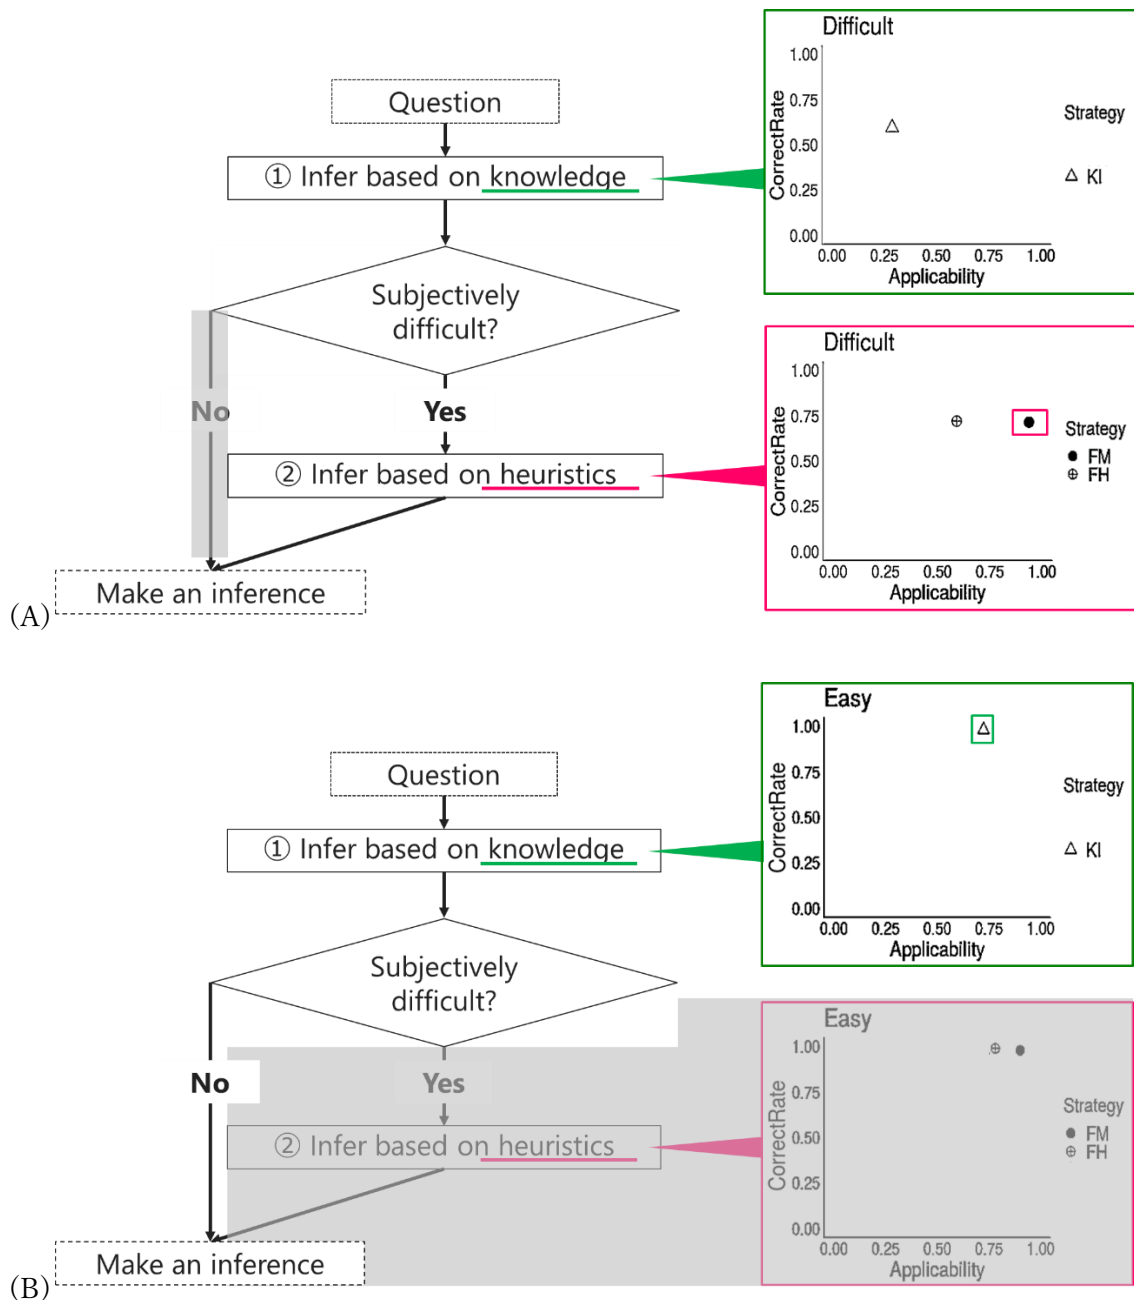 Question
① Infer based on knowledge
Subjectively
difficult?
No
Yes
② Infer based on heuristics
Make an inference
(A)
Difficult
CorrectRate
1.00
0.75
0.50
0.25
0.00
0.00 0.25 0.50 0.75 1.00
Applicability
Strategy
KI
Difficult
CorrectRate
1.00
0.75
0.50
0.25
0.00
0.00 0.25 0.50 0.75 1.00
Applicability
Strategy
FM
FH
Question
① Infer based on knowledge
Subjectively
difficult?
No
Yes
② Infer based on heuristics
Make an inference
(B)
Easy
CorrectRate
1.00
0.75
0.50
0.25
0.00
0.00 0.25 0.50 0.75 1.00
Applicability
Strategy
KI
Easy
CorrectRate
1.00
0.75
0.50
0.25
0.00
0.00 0.25 0.50 0.75 1.00
Applicability
Strategy
FM
FH